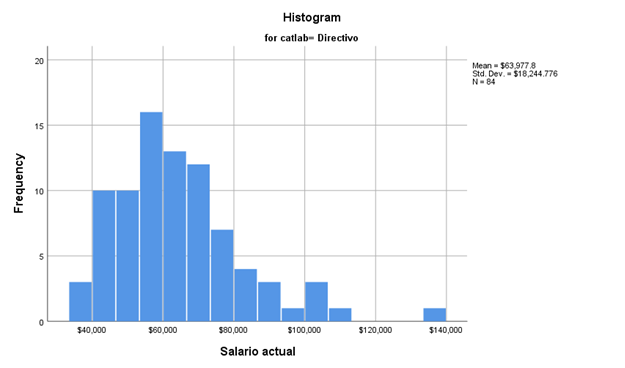 Histogram
for catlab= Directivo
Mean = $63,977.8
Std. Dev. = $18,244.776
N = 84
Frequency
20
15
10
5
0
$40,000 $60,000 $80,000 $100,000 $120,000 $140,000
Salario actual